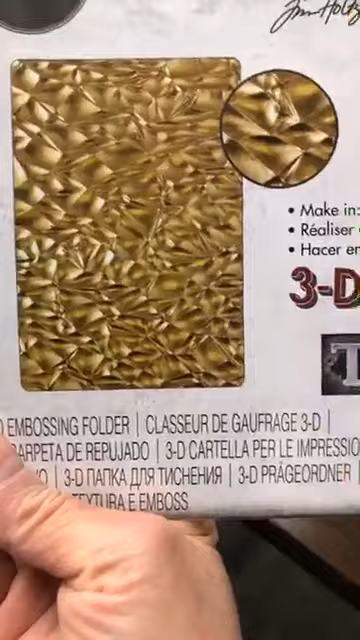 Tim Holtz
• Make in:
• Réaliser
• Hacer en
3-D
T
D EMBOSSING FOLDER | CLASSEUR DE GAUFRAGE 3-D |
CARPETA DE REPUJADO | 3-D CARTELLA PER LE IMPRESSIO
| 3-D ПАПКА ДЛЯ ТИСНЕНИЯ | 3-D PRÄGEORDNER |
TEXTURA E EMBOSS